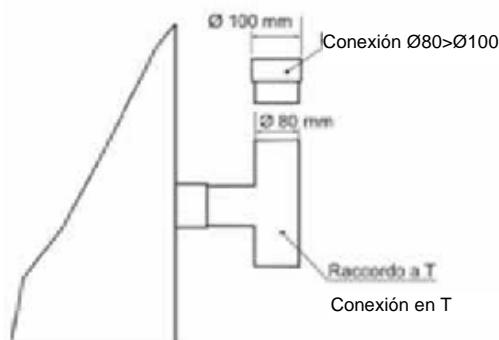 Ø 100 mm
Conexión Ø80>Ø100
Ø 80 mm
Raccordo a T
Conexión en T